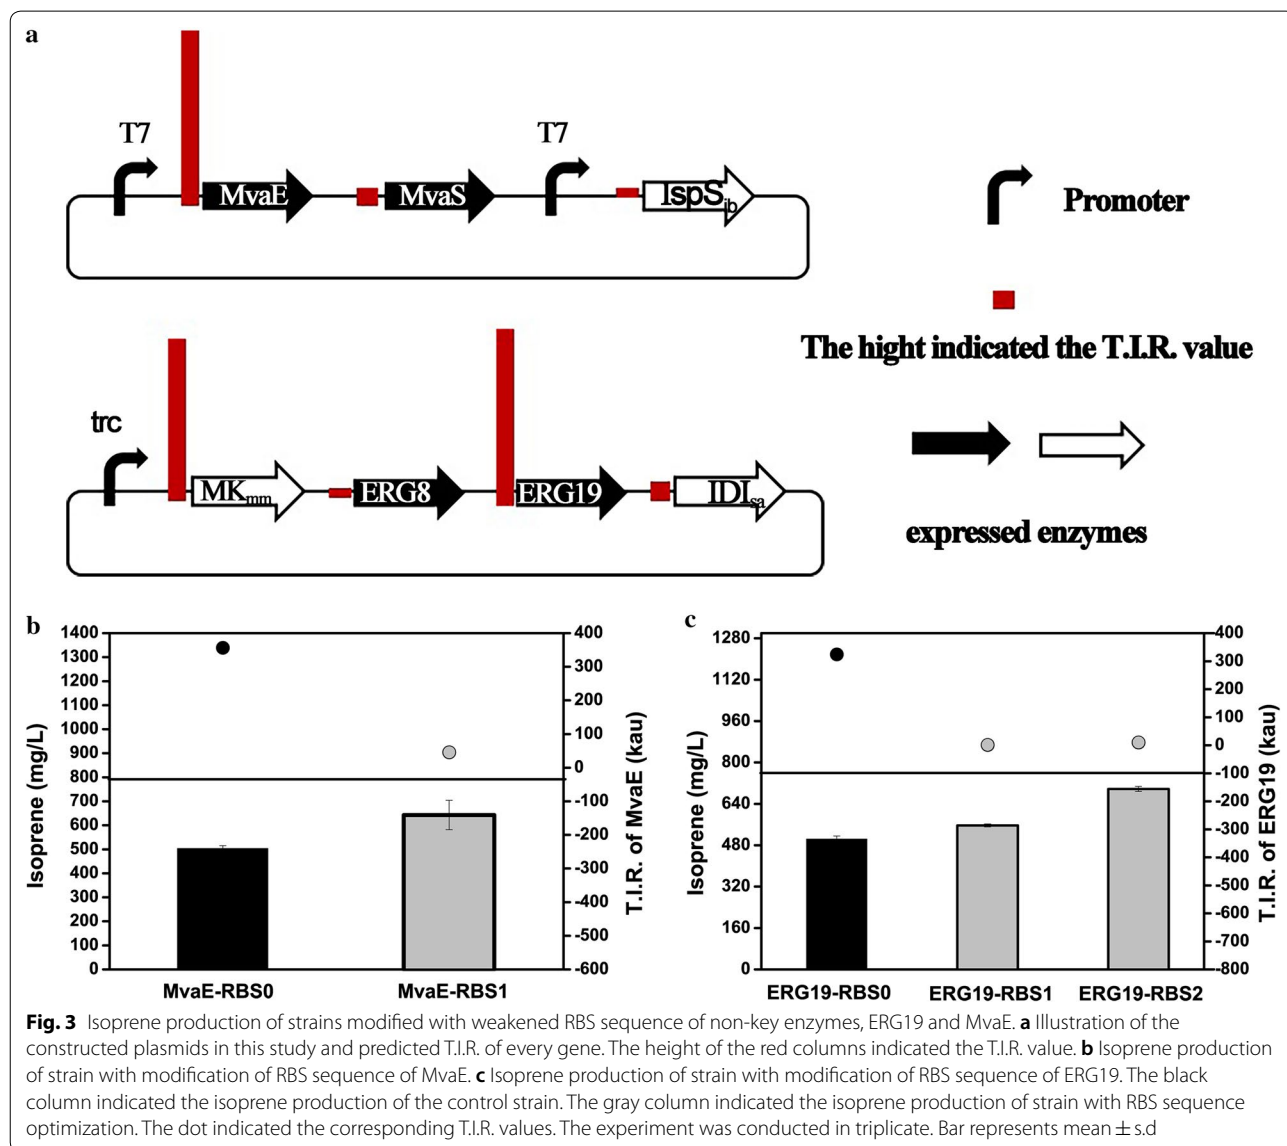 a
T7
T7
MvaE
MvaS
IspS ib
Promoter
The hight indicated the T.I.R. value
trc
MK mm
ERG8
ERG19
IDI sa
expressed enzymes
b
1400
1300
1200
1100
1000
900
800
700
600
500
400
300
200
100
0
Isoprene (mg/L)
400
300
200
100
0
-100
-200
-300
-400
-500
-600
T.I.R. of MvaE (kau)
MvaE-RBS0
MvaE-RBS1
c
1280
1120
960
800
640
480
320
160
0
Isoprene (mg/L)
400
300
200
100
0
-100
-200
-300
-400
-500
-600
-700
-800
T.I.R. of ERG19 (kau)
ERG19-RBS0
ERG19-RBS1
ERG19-RBS2
Fig. 3 Isoprene production of strains modified with weakened RBS sequence of non-key enzymes, ERG19 and MvaE. a Illustration of the
constructed plasmids in this study and predicted T.I.R. of every gene. The height of the red columns indicated the T.I.R. value. b Isoprene production
of strain with modification of RBS sequence of MvaE. c Isoprene production of strain with modification of RBS sequence of ERG19. The black
column indicated the isoprene production of the control strain. The gray column indicated the isoprene production of strain with RBS sequence
optimization. The dot indicated the corresponding T.I.R. values. The experiment was conducted in triplicate. Bar represents mean ± s.d